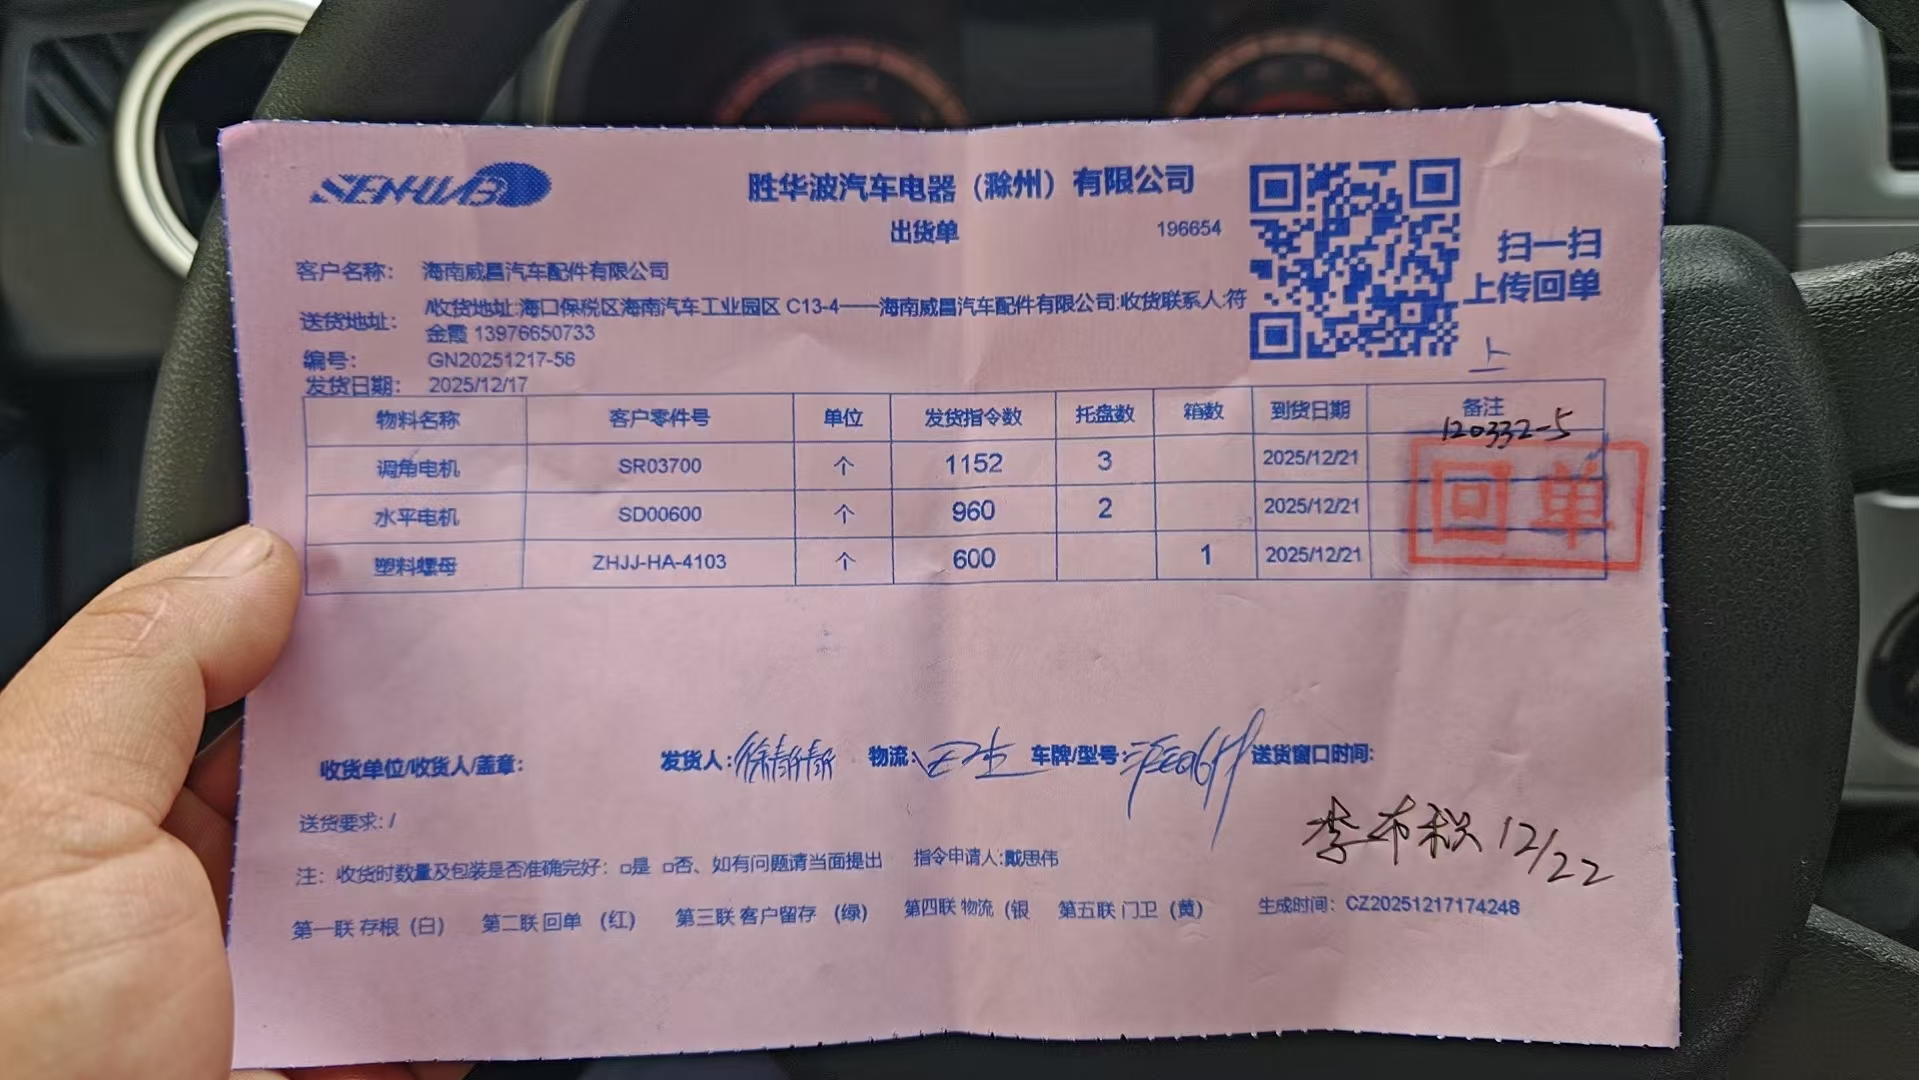 SENHUAB
胜华波汽车电器（滁州）有限公司
出货单
196654
扫一扫
上传回单
上
客户名称： 海南威昌汽车配件有限公司
送货地址： /收货地址:海口保税区海南汽车工业园区 C13-4——海南威昌汽车配件有限公司:收货联系人:符
金霞 13976650733
编号： GN20251217-56
发货日期： 2025/12/17
物料名称 客户零件号 单位 发货指令数 托盘数 箱数 到货日期 备注
120332-5
调角电机 SR03700 个 1152 3 2025/12/21
水平电机 SD00600 个 960 2 2025/12/21
塑料螺母 ZHJJ-HA-4103 个 600 1 2025/12/21
回单
收货单位/收货人/盖章： 发货人：徐静静 物流： 车牌/型号： 送货窗口时间：
送货要求：/
李 12/22
注： 收货时数量及包装是否准确完好：□是 □否、如有问题请当面提出 指令申请人:戴思伟
第一联 存根（白） 第二联 回单 （红） 第三联 客户留存 （绿） 第四联 物流（银 第五联 门卫（黄） 生成时间：CZ20251217174248